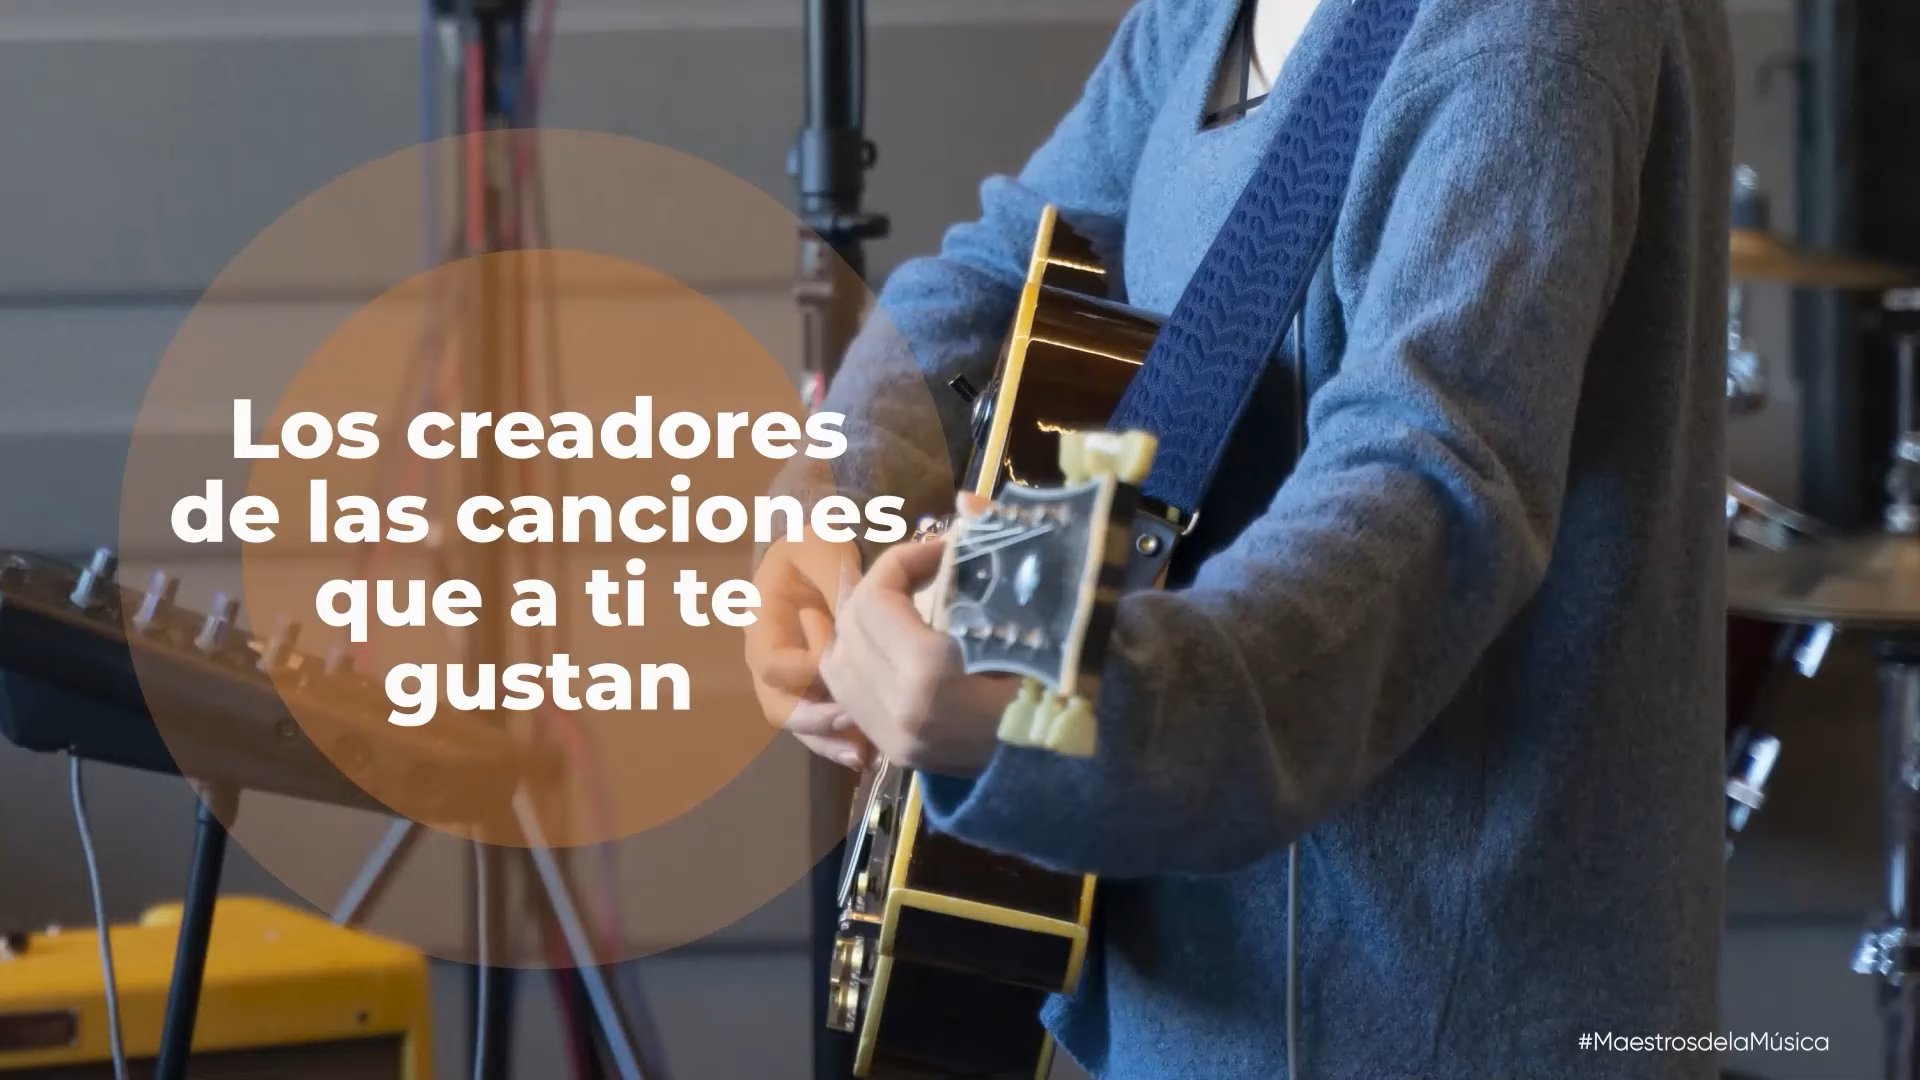 Los creadores
de las canciones
que a ti te
gustan
#MaestrosdelaMúsica